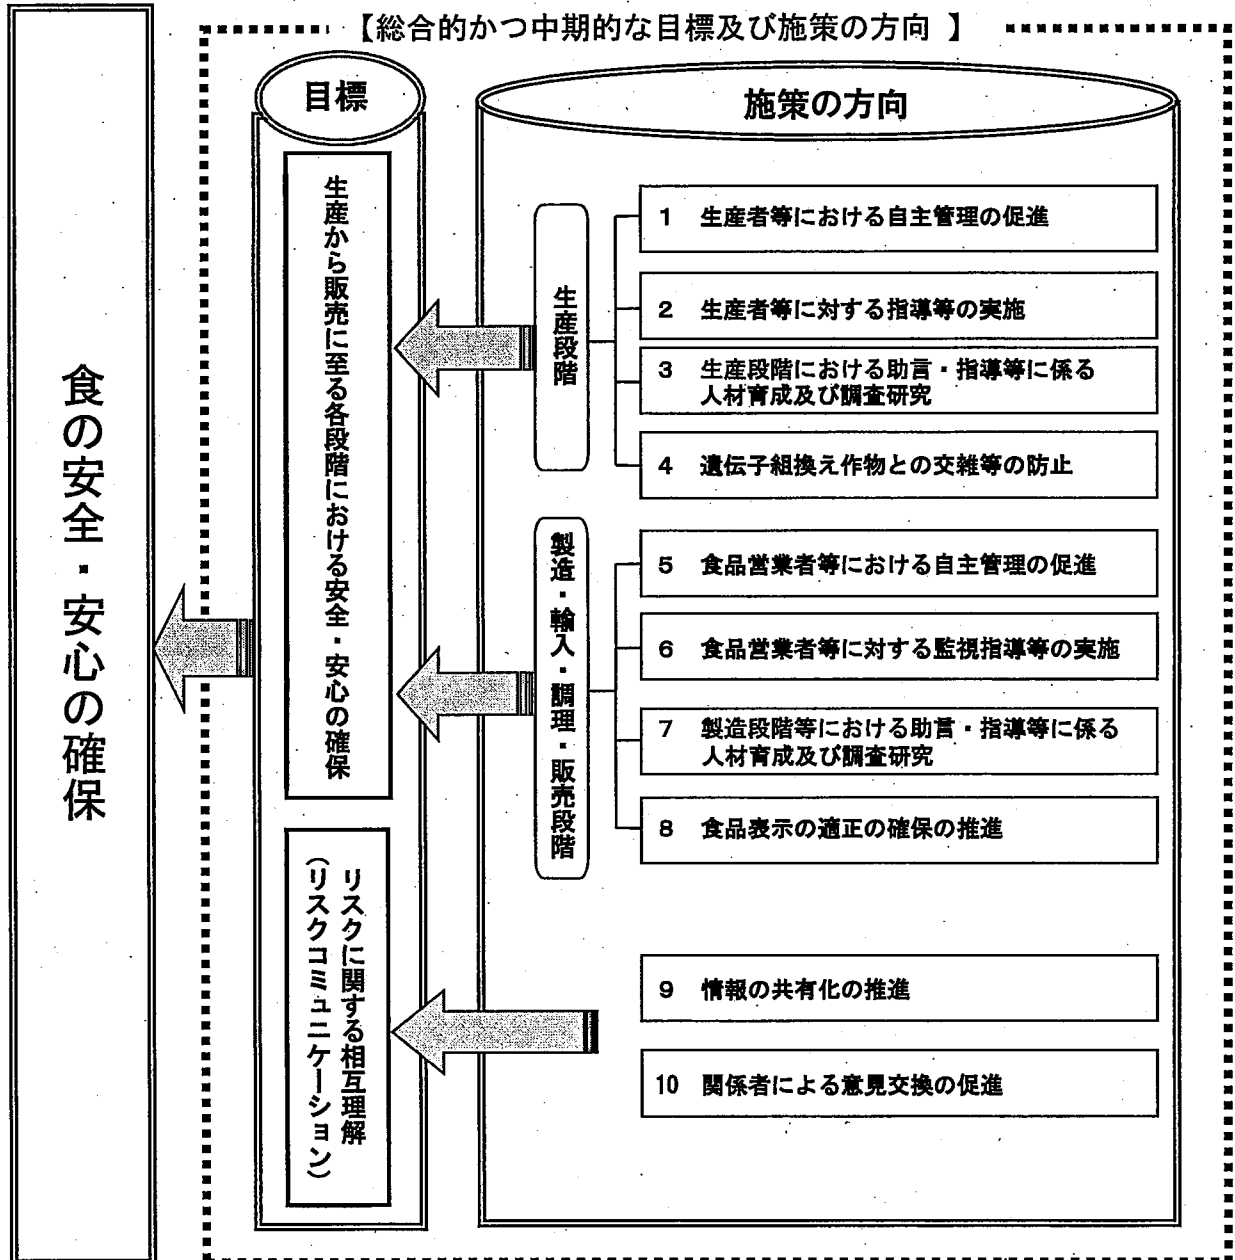 【総合的かつ中期的な目標及び施策の方向 】
食の安全・安心の確保
目標
生産から販売に至る各段階における安全・安心の確保
リスクに関する相互理解
(リスクコミュニケーション)
施策の方向
生産段階
1 生産者等における自主管理の促進
2 生産者等に対する指導等の実施
3 生産段階における助言・指導等に係る
人材育成及び調査研究
4 遺伝子組換え作物との交雑等の防止
製造・輸入・調理・販売段階
5 食品営業者等における自主管理の促進
6 食品営業者等に対する監視指導等の実施
7 製造段階等における助言・指導等に係る
人材育成及び調査研究
8 食品表示の適正の確保の推進
9 情報の共有化の推進
10 関係者による意見交換の促進